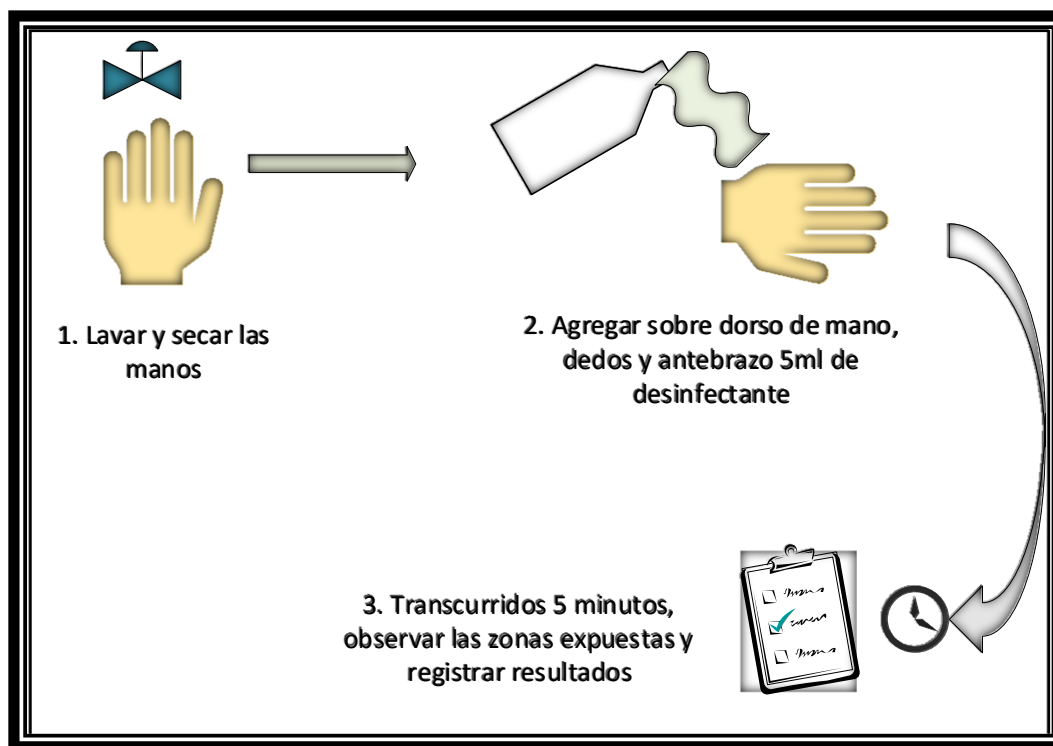 1. Lavar y secar las
manos
2. Agregar sobre dorso de mano,
dedos y antebrazo 5ml de
desinfectante
3. Transcurridos 5 minutos,
observar las zonas expuestas y
registrar resultados